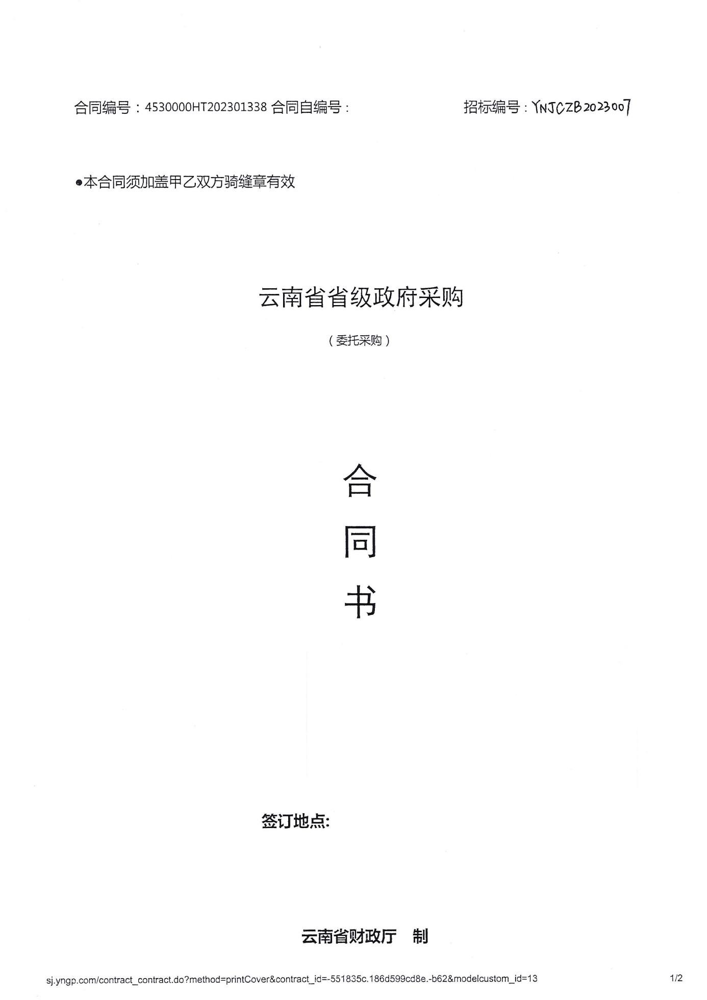 合同编号：4530000HT202301338 合同自编号： 招标编号：YNJCZB2023007
●本合同须加盖甲乙双方骑缝章有效
云南省省级政府采购
（委托采购）
合
同
书
签订地点:
云南省财政厅 制
sj.yngp.com/contract_contract.do?method=printCover&contract_id=-551835c.186d599cd8e.-b62&modelcustom_id=13 1/2